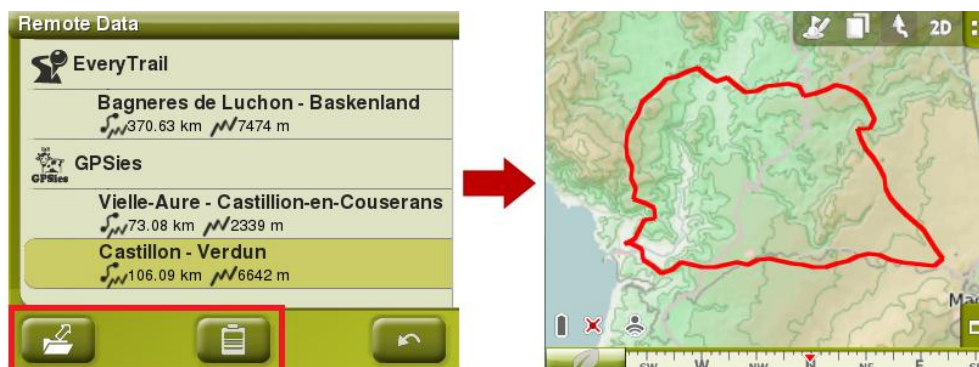 Remote Data
EveryTrail
Bagneres de Luchon - Baskenland
370.63 km 7474 m
GPSies
GPSies
Vielle-Aure - Castillion-en-Couserans
73.08 km 2339 m
Castillon - Verdun
106.09 km 6642 m
2D
Ma
SW W NW N NE E